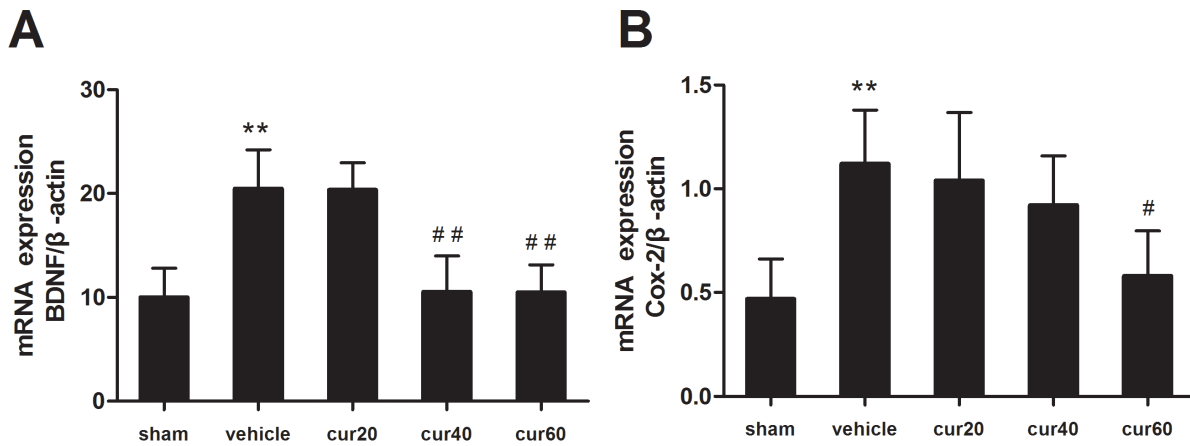 A
mRNA expression
BDNF/β -actin
30
20
10
0
**
# #
# #
sham vehicle cur20 cur40 cur60
B
mRNA expression
Cox-2/β -actin
1.5
1.0
0.5
0.0
**
#
sham vehicle cur20 cur40 cur60